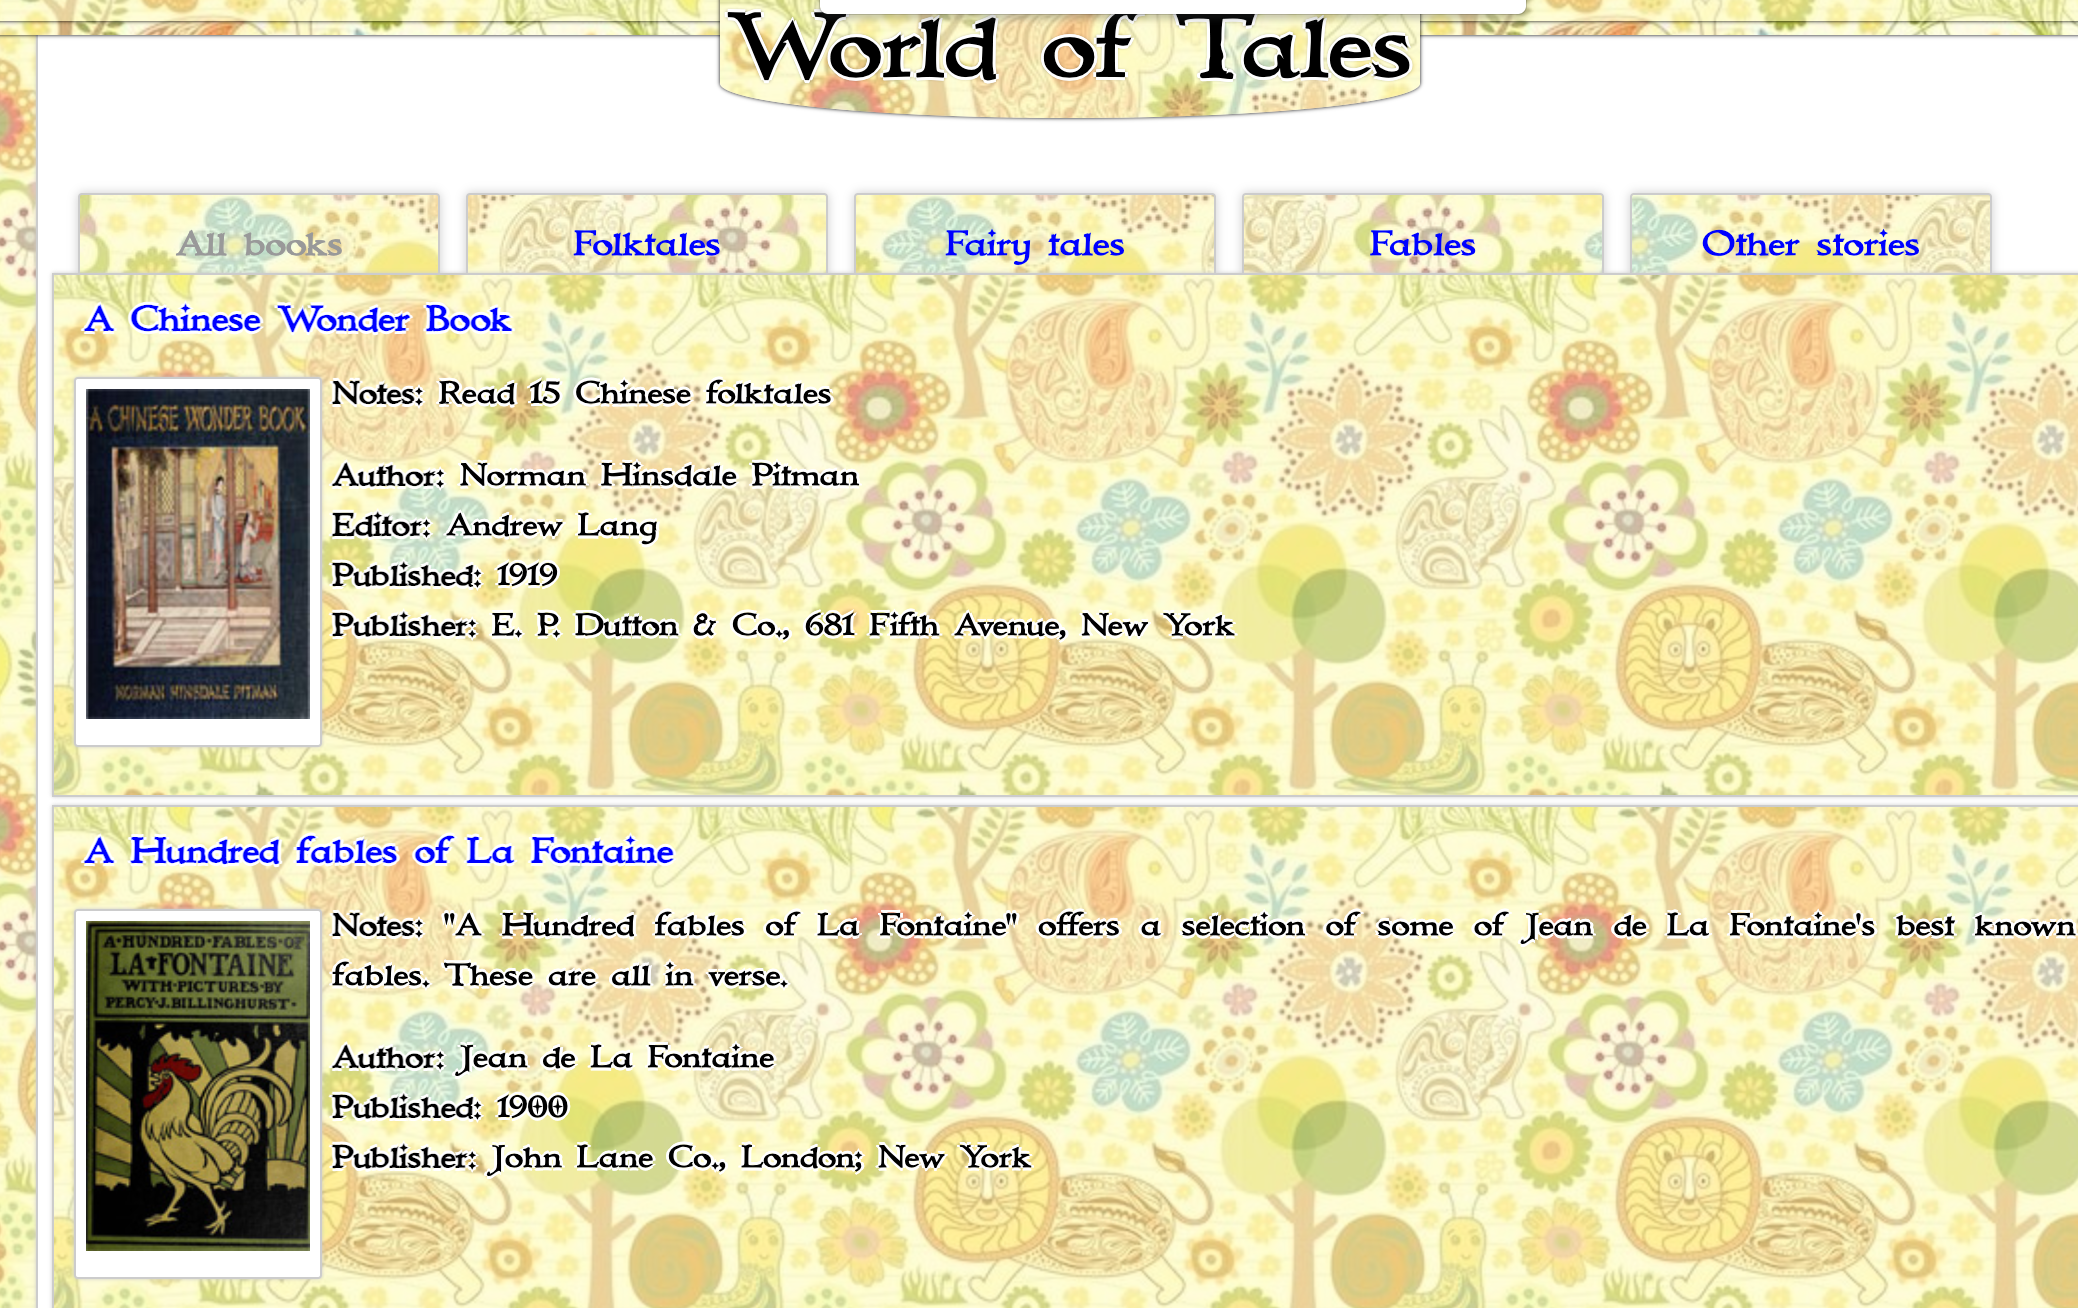 World of Tales
All books
Folktales
Fairy tales
Fables
Other stories
A Chinese Wonder Book
A CHINESE WONDER BOOK
NORMAN HINSDALE PITMAN
Notes: Read 15 Chinese folktales
Author: Norman Hinsdale Pitman
Editor: Andrew Lang
Published: 1919
Publisher: E. P. Dutton & Co., 681 Fifth Avenue, New York
A Hundred fables of La Fontaine
A·HUNDRED·FABLES·OF
LA·FONTAINE
WITH·PICTURES·BY
PERCY·J.BILLINGHURST·
Notes: "A Hundred fables of La Fontaine" offers a selection of some of Jean de La Fontaine's best known
fables. These are all in verse.
Author: Jean de La Fontaine
Published: 1900
Publisher: John Lane Co., London; New York